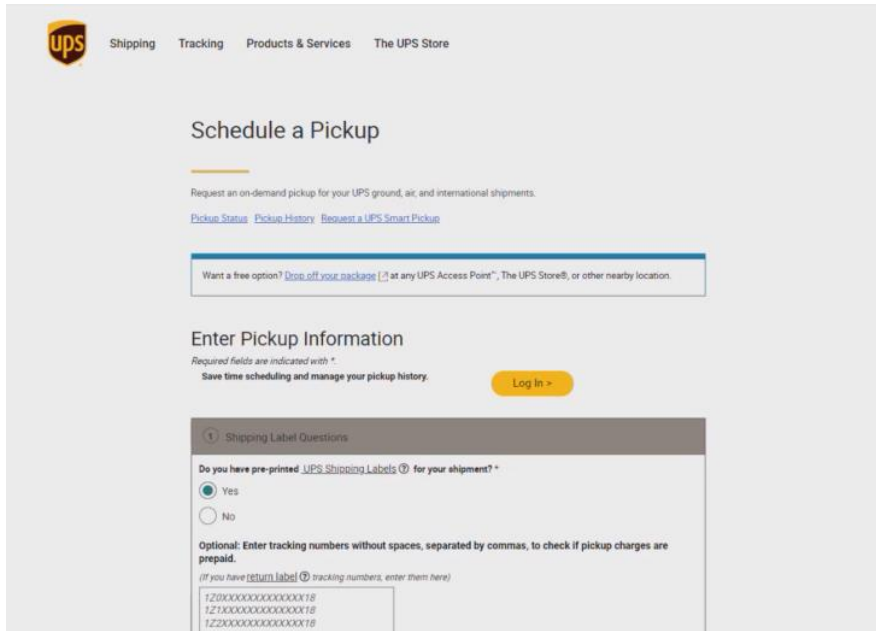 ups
Shipping Tracking Products & Services The UPS Store
Schedule a Pickup
Request an on-demand pickup for your UPS ground, air, and international shipments.
Pickup Status Pickup History Request a UPS Smart Pickup
Want a free option? Drop off your package at any UPS Access Point™, The UPS Store®, or other nearby location.
Enter Pickup Information
Required fields are indicated with *.
Save time scheduling and manage your pickup history.
Log In >
1 Shipping Label Questions
Do you have pre-printed UPS Shipping Labels ? for your shipment? *
Yes
No
Optional: Enter tracking numbers without spaces, separated by commas, to check if pickup charges are
prepaid.
(If you have return label ? tracking numbers, enter them here)
1Z0XXXXXXXXXXXXX18
1Z1XXXXXXXXXXXXX18
1Z2XXXXXXXXXXXXX18